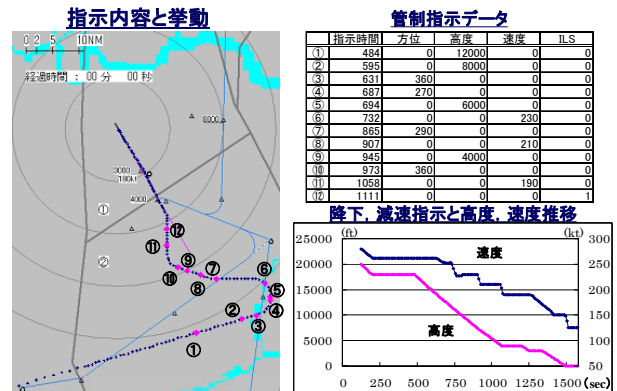 指示内容と挙動
0 2 5 10NM
経過時間 : 00 分 00 秒
8000
3000
180kt
4000
①
②
⑫
⑪
⑨
⑩
⑧
⑦
⑥
⑤
④
③
②
①
管制指示データ
指示時間 方位 高度 速度 ILS
① 484 0 12000 0 0
② 595 0 8000 0 0
③ 631 360 0 0 0
④ 687 270 0 0 0
⑤ 694 0 6000 0 0
⑥ 732 0 0 230 0
⑦ 865 290 0 0 0
⑧ 907 0 0 210 0
⑨ 945 0 4000 0 0
⑩ 973 360 0 0 0
⑪ 1058 0 0 190 0
⑫ 1111 0 0 0 1
降下，減速指示と高度，速度推移
(ft) (kt)
25000 300
20000 250
15000 200
10000 150
5000 100
0 50
速度
高度
0 250 500 750 1000 1250 1500 (sec)